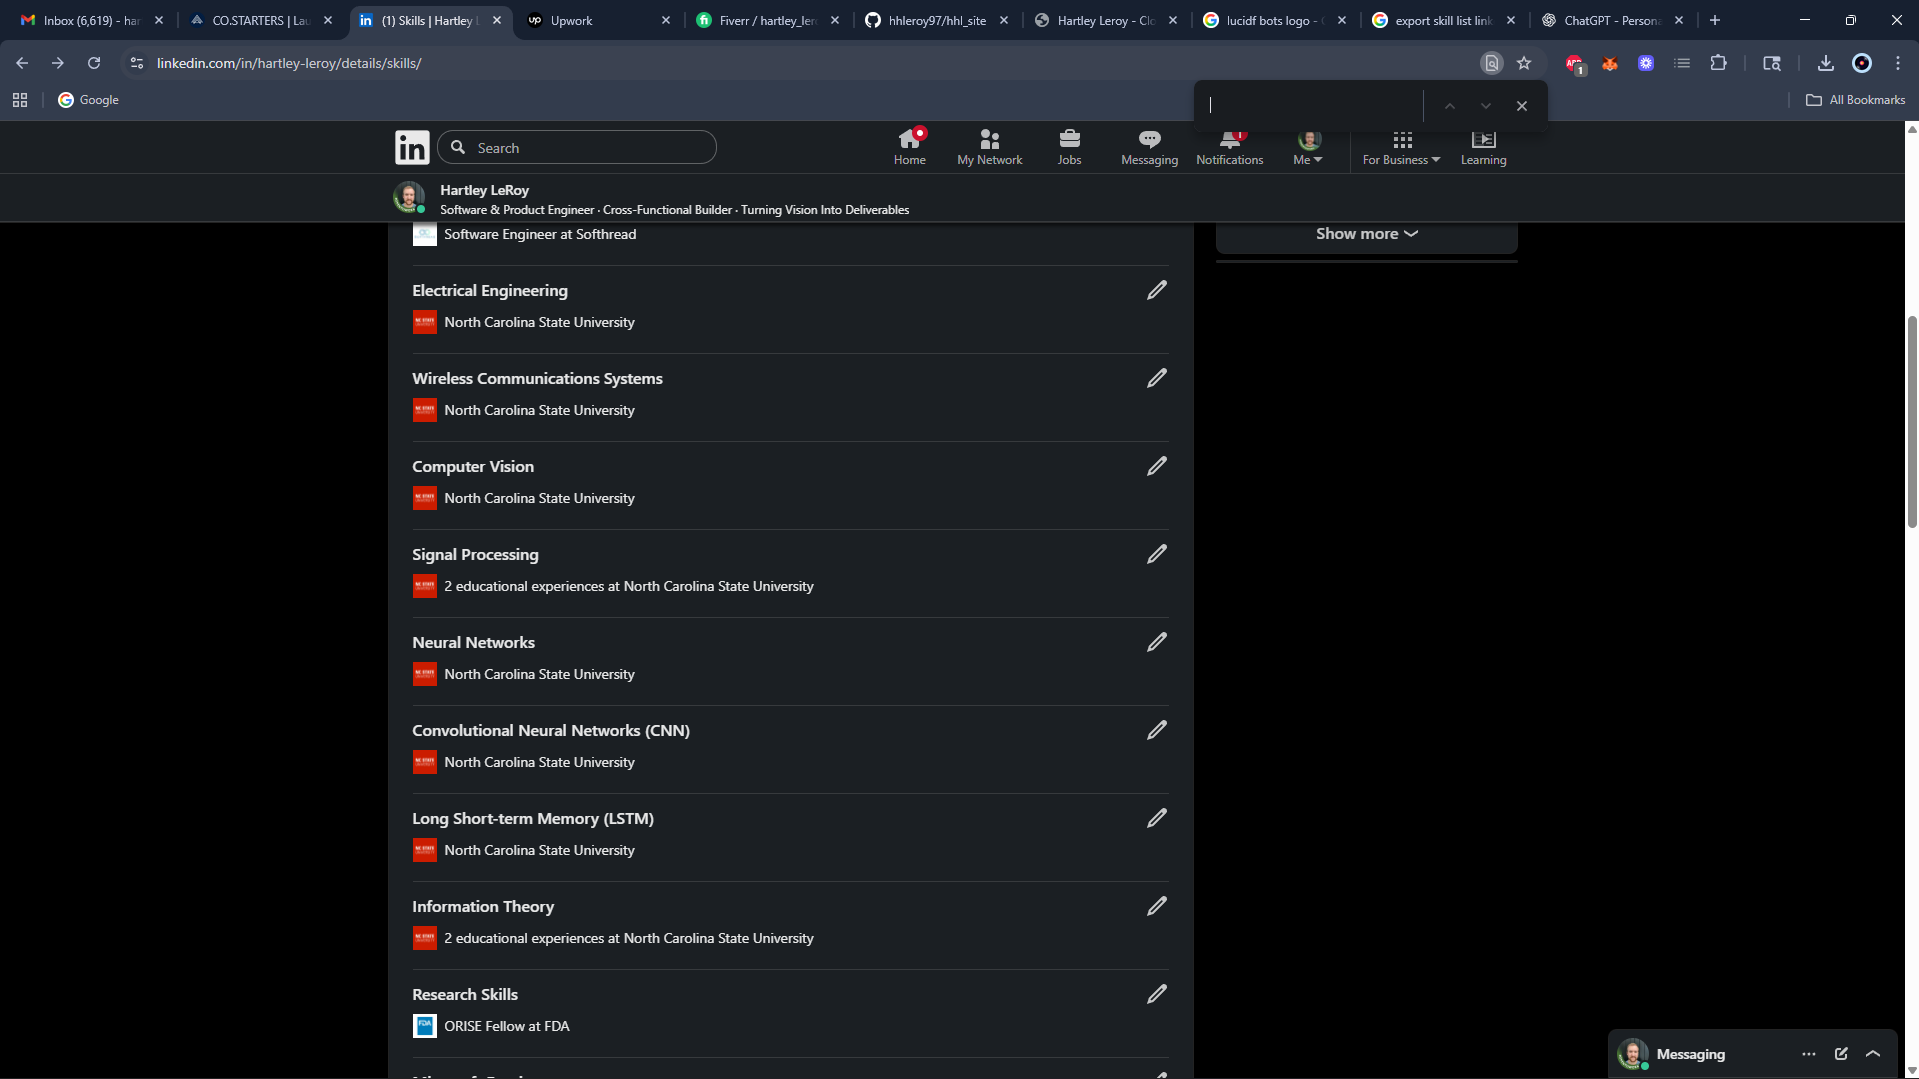 Inbox (6,619) - har
CO.STARTERS | Lau
(1) Skills | Hartley L
Upwork
Fiverr / hartley_ler
hhleroy97/hhl_site
Hartley Leroy - Clo
lucidf bots logo - G
export skill list link
ChatGPT - Persona
linkedin.com/in/hartley-leroy/details/skills/
1
Google
All Bookmarks
in
Search
Home
My Network
Jobs
Messaging
1
Notifications
Me
For Business
Learning
Hartley LeRoy
Software & Product Engineer · Cross-Functional Builder · Turning Vision Into Deliverables
Software Engineer at Softhread
Show more
Electrical Engineering
North Carolina State University
Wireless Communications Systems
North Carolina State University
Computer Vision
North Carolina State University
Signal Processing
2 educational experiences at North Carolina State University
Neural Networks
North Carolina State University
Convolutional Neural Networks (CNN)
North Carolina State University
Long Short-term Memory (LSTM)
North Carolina State University
Information Theory
2 educational experiences at North Carolina State University
Research Skills
FDA
ORISE Fellow at FDA
Messaging